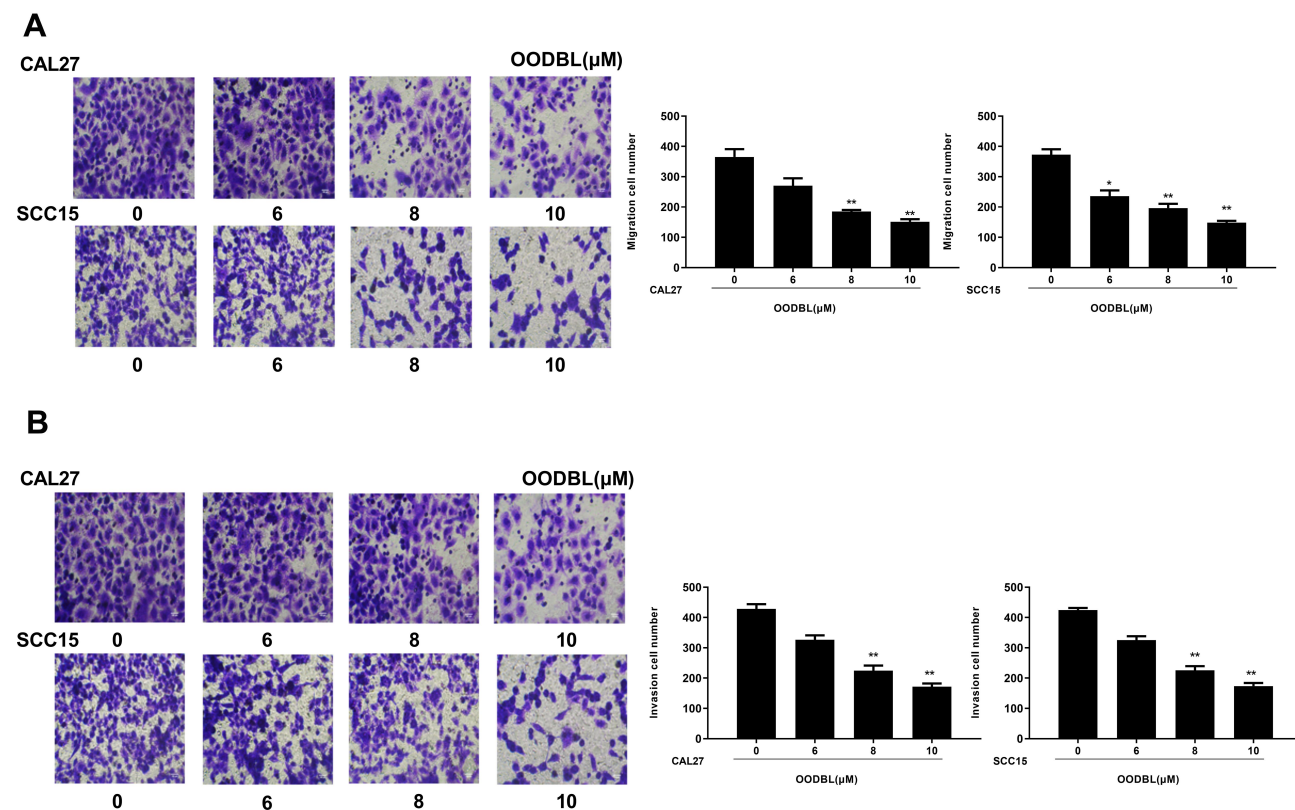 A
CAL27
OODBL(μM)
0 6 8 10
SCC15
0 6 8 10
Migration cell number
500
400
300
200
100
0
** **
0 6 8 10
CAL27
OODBL(μM)
Migration cell number
500
400
300
200
100
0
* ** **
0 6 8 10
SCC15
OODBL(μM)
B
CAL27
OODBL(μM)
0 6 8 10
SCC15
0 6 8 10
Invasion cell number
500
400
300
200
100
0
** **
0 6 8 10
CAL27
OODBL(μM)
Invasion cell number
500
400
300
200
100
0
** **
0 6 8 10
SCC15
OODBL(μM)